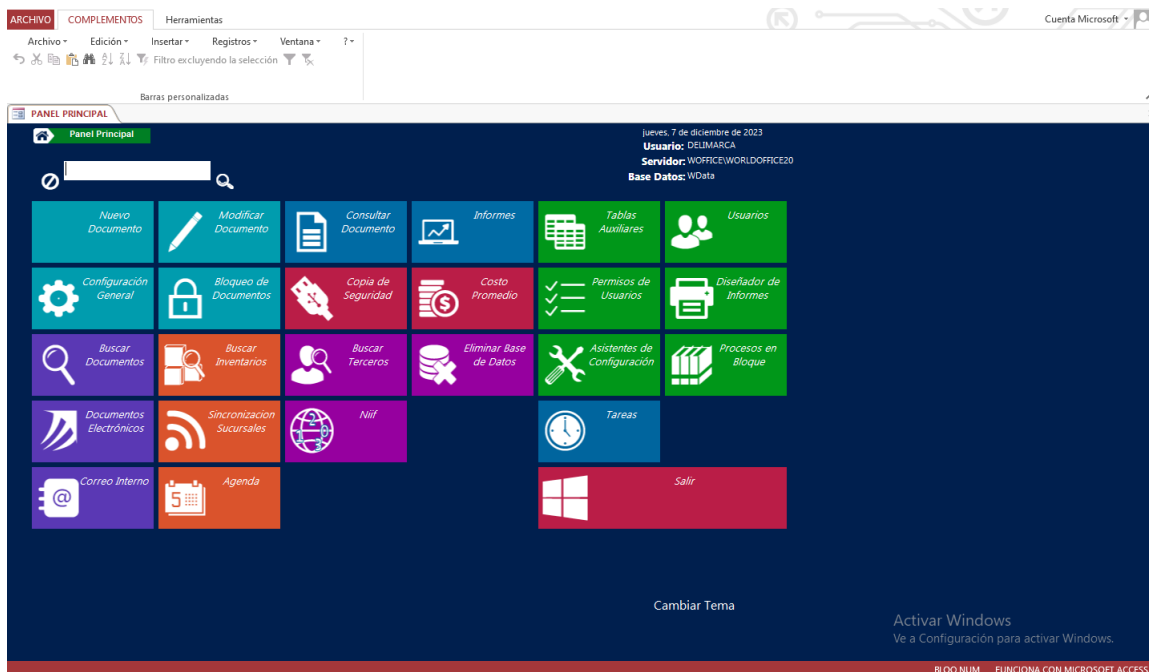 ARCHIVO COMPLEMENTOS Herramientas Cuenta Microsoft
Archivo Edición Insertar Registros Ventana ?
Filtro excluyendo la selección
Barras personalizadas
PANEL PRINCIPAL
Panel Principal
jueves, 7 de diciembre de 2023
Usuario: DELIMARCA
Servidor: WOFFICE\WORLDOFFICE20
Base Datos: WData
Nuevo Documento
Modificar Documento
Consultar Documento
Informes
Tablas Auxiliares
Usuarios
Configuración General
Bloqueo de Documentos
Copia de Seguridad
Costo Promedio
Permisos de Usuarios
Diseñador de Informes
Buscar Documentos
Buscar Inventarios
Buscar Terceros
Eliminar Base de Datos
Asistentes de Configuración
Procesos en Bloque
Documentos Electrónicos
Sincronizacion Sucursales
Niif
Tareas
Correo Interno
Agenda
Salir
Cambiar Tema
Activar Windows
Ve a Configuración para activar Windows.
BLOQ NUM FUNCIONA CON MICROSOFT ACCESS